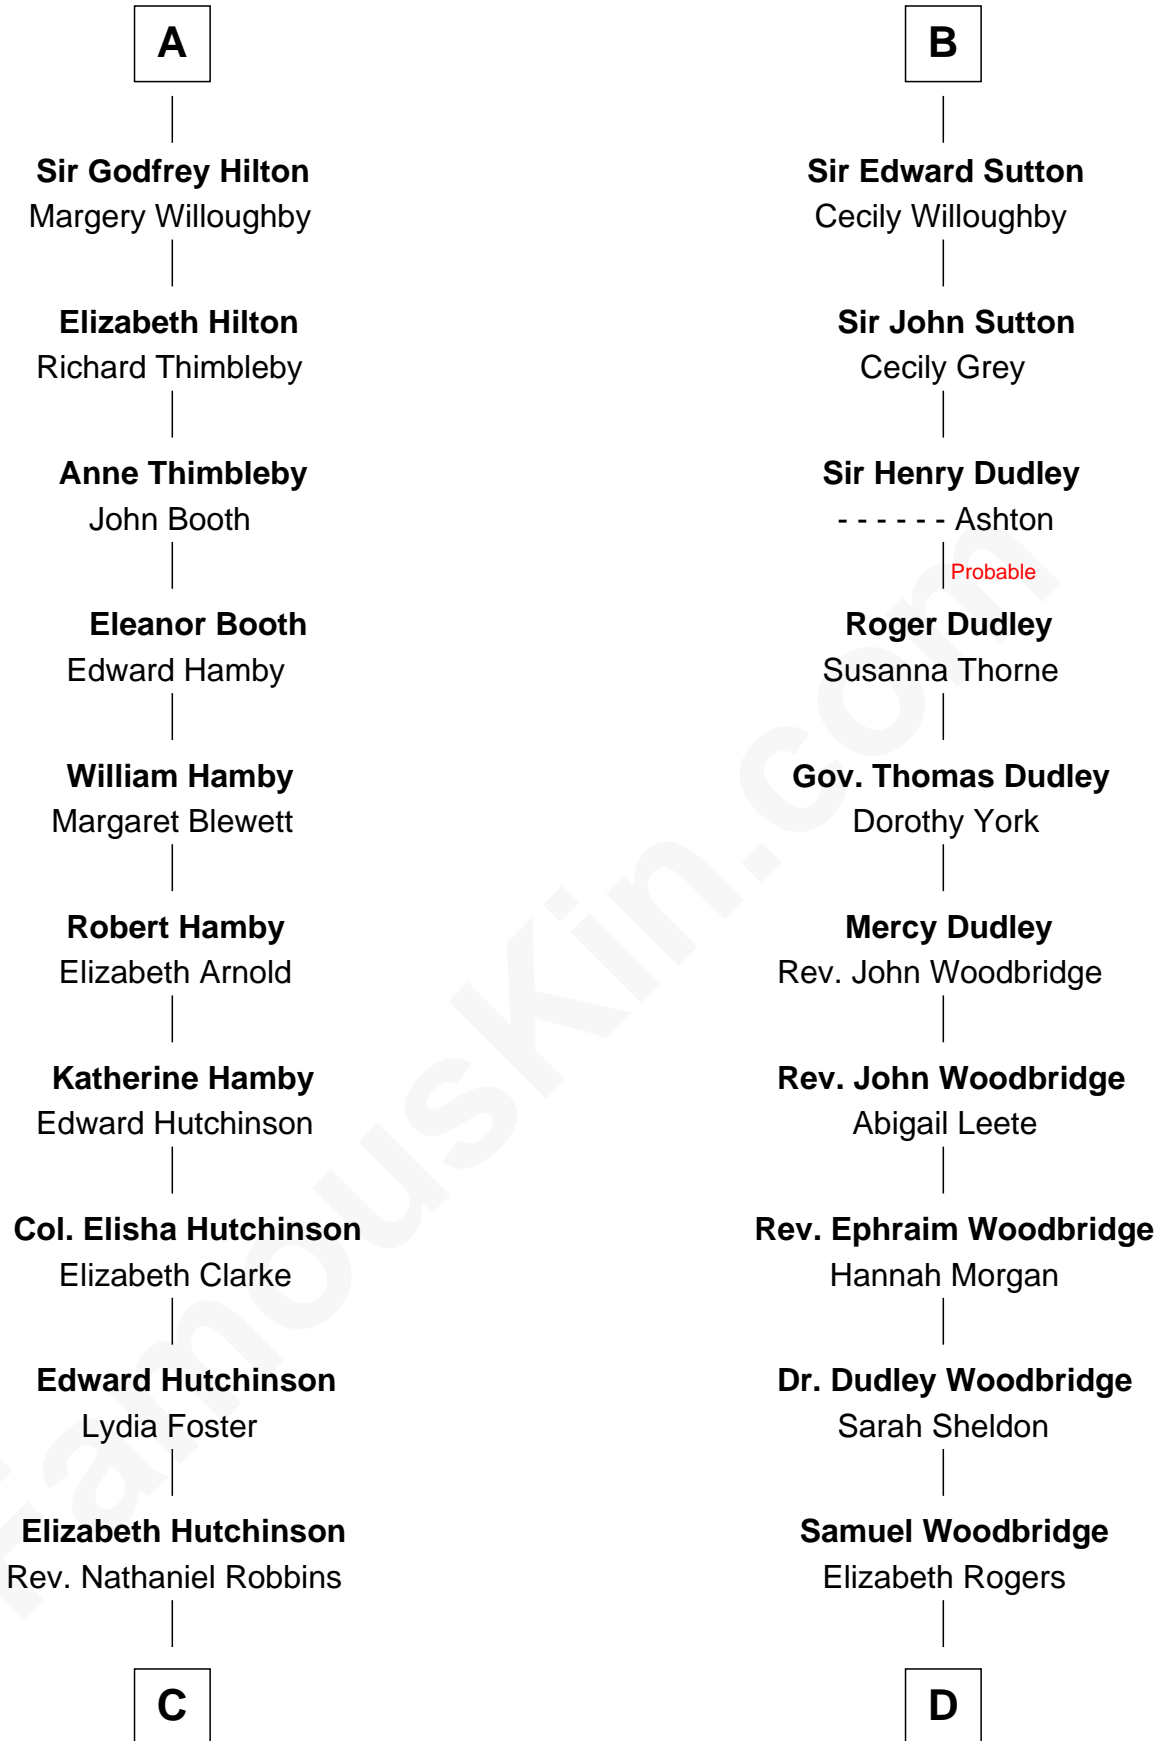 A
Sir Godfrey Hilton
Margery Willoughby
Elizabeth Hilton
Richard Thimbleby
Anne Thimbleby
John Booth
Eleanor Booth
Edward Hamby
William Hamby
Margaret Blewett
Robert Hamby
Elizabeth Arnold
Katherine Hamby
Edward Hutchinson
Col. Elisha Hutchinson
Elizabeth Clarke
Edward Hutchinson
Lydia Foster
Elizabeth Hutchinson
Rev. Nathaniel Robbins
C
B
Sir Edward Sutton
Cecily Willoughby
Sir John Sutton
Cecily Grey
Sir Henry Dudley
- - - - - - Ashton
Probable
Roger Dudley
Susanna Thorne
Gov. Thomas Dudley
Dorothy York
Mercy Dudley
Rev. John Woodbridge
Rev. John Woodbridge
Abigail Leete
Rev. Ephraim Woodbridge
Hannah Morgan
Dr. Dudley Woodbridge
Sarah Sheldon
Samuel Woodbridge
Elizabeth Rogers
D
FamousKin.com